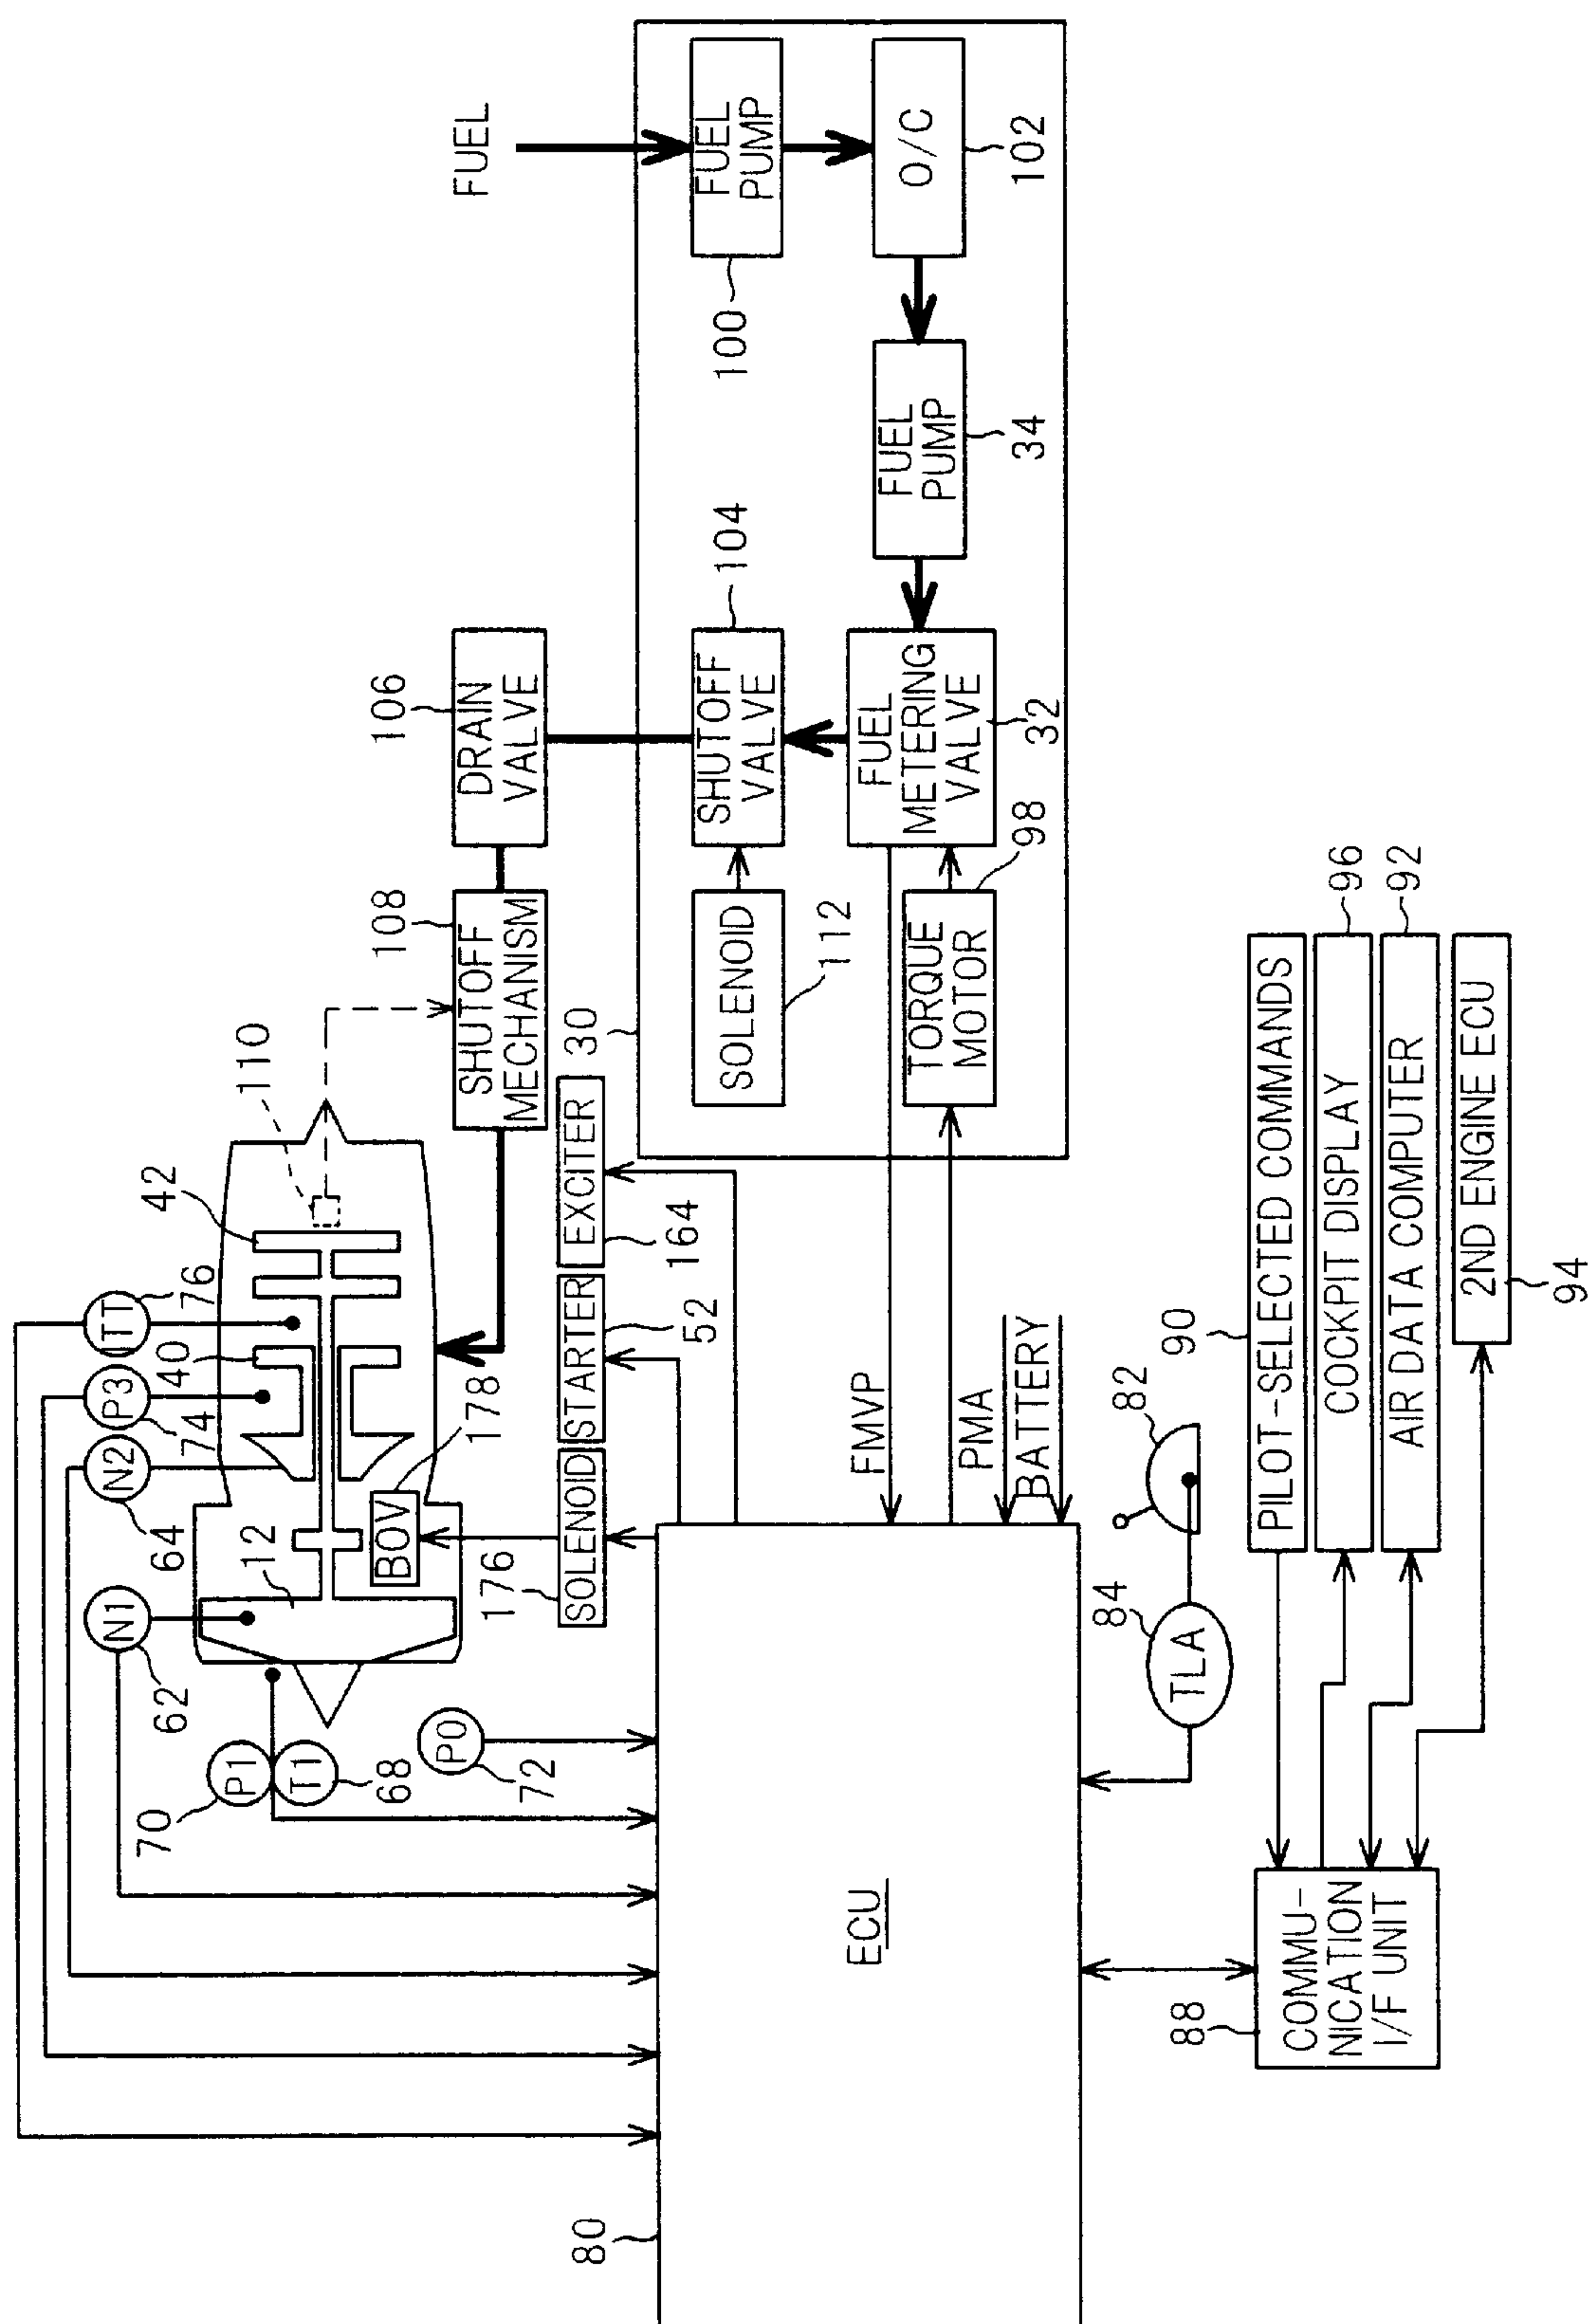 ITT
76
P3
74
N2
64
N1
62
P1
70
T1
68
P0
72
40
42
110
12
BOV
178
SOLENOID
176
STARTER
52
EXCITER
164
SHUTOFF
MECHANISM
108
DRAIN
VALVE
106
FUEL
30
FUEL
PUMP
100
O/C
102
FUEL
PUMP
34
FUEL
METERING
VALVE
32
SHUTOFF
VALVE
104
SOLENOID
112
TORQUE
MOTOR
98
FMVP
PMA
BATTERY
ECU
80
82
TLA
84
COMMU-
NICATION
I/F UNIT
88
PILOT-SELECTED COMMANDS
90
COCKPIT DISPLAY
96
AIR DATA COMPUTER
92
2ND ENGINE ECU
94